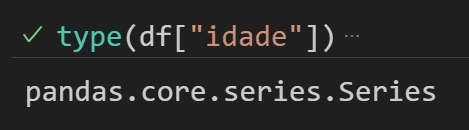 ✓ type(df["idade"]) ...
pandas.core.series.Series